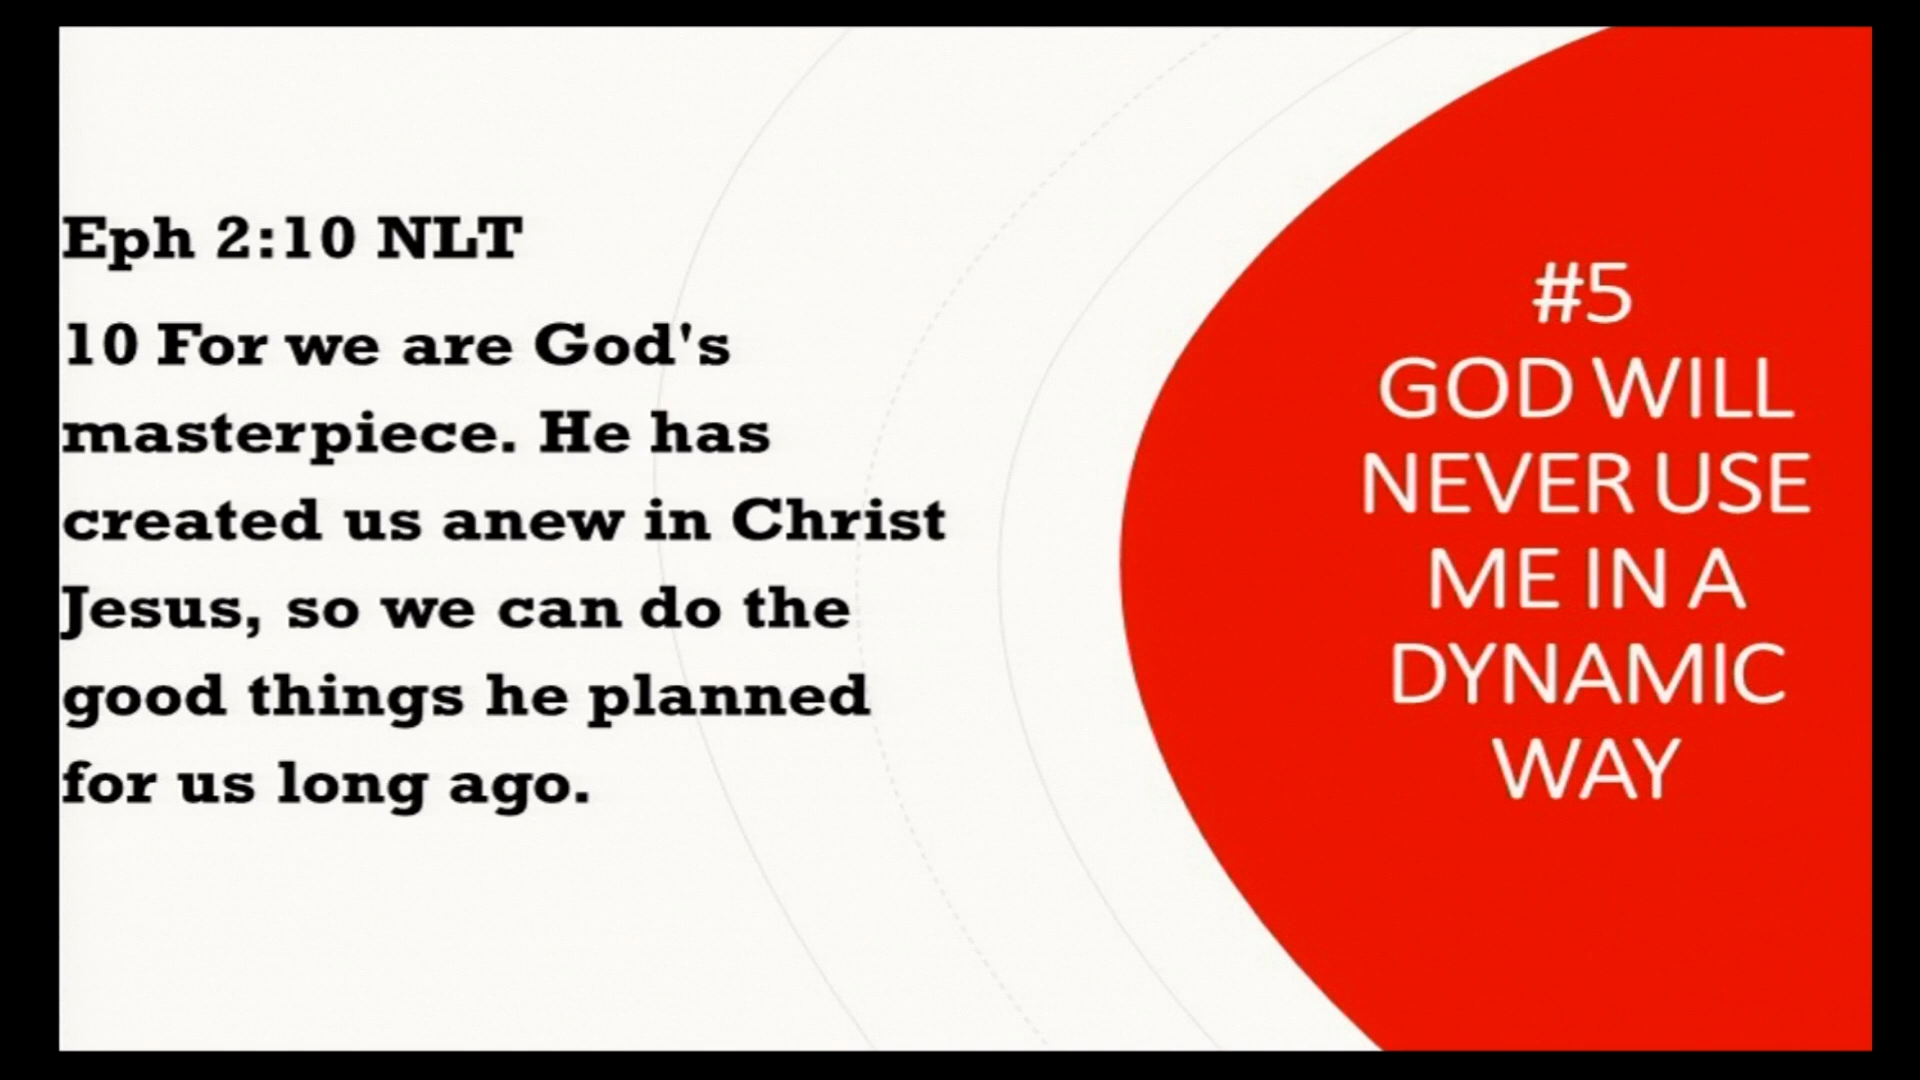 Eph 2:10 NLT
10 For we are God's
masterpiece. He has
created us anew in Christ
Jesus, so we can do the
good things he planned
for us long ago.
#5
GOD WILL
NEVER USE
ME IN A
DYNAMIC
WAY